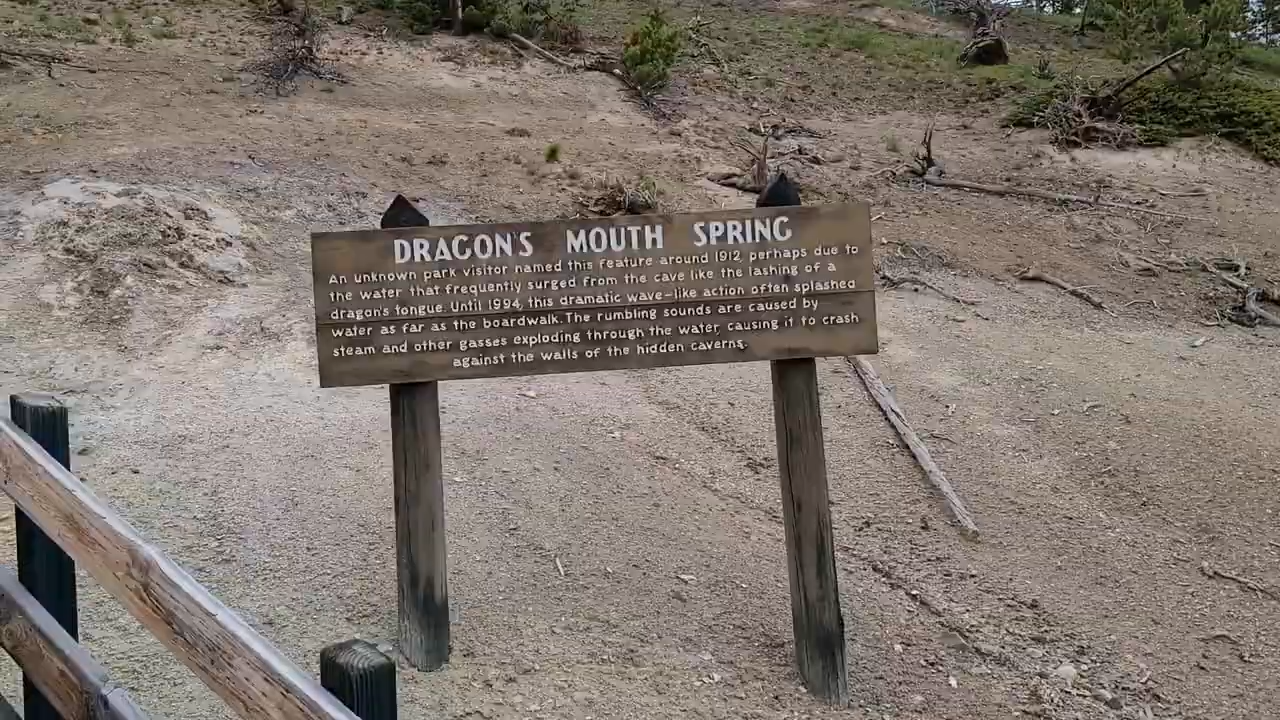 DRAGON'S MOUTH SPRING
An unknown park visitor named this feature around 1912, perhaps due to
the water that frequently surged from the cave like the lashing of a
dragon's tongue. Until 1994, this dramatic wave-like action often splashed
water as far as the boardwalk. The rumbling sounds are caused by
steam and other gasses exploding through the water, causing it to crash
against the walls of the hidden caverns.